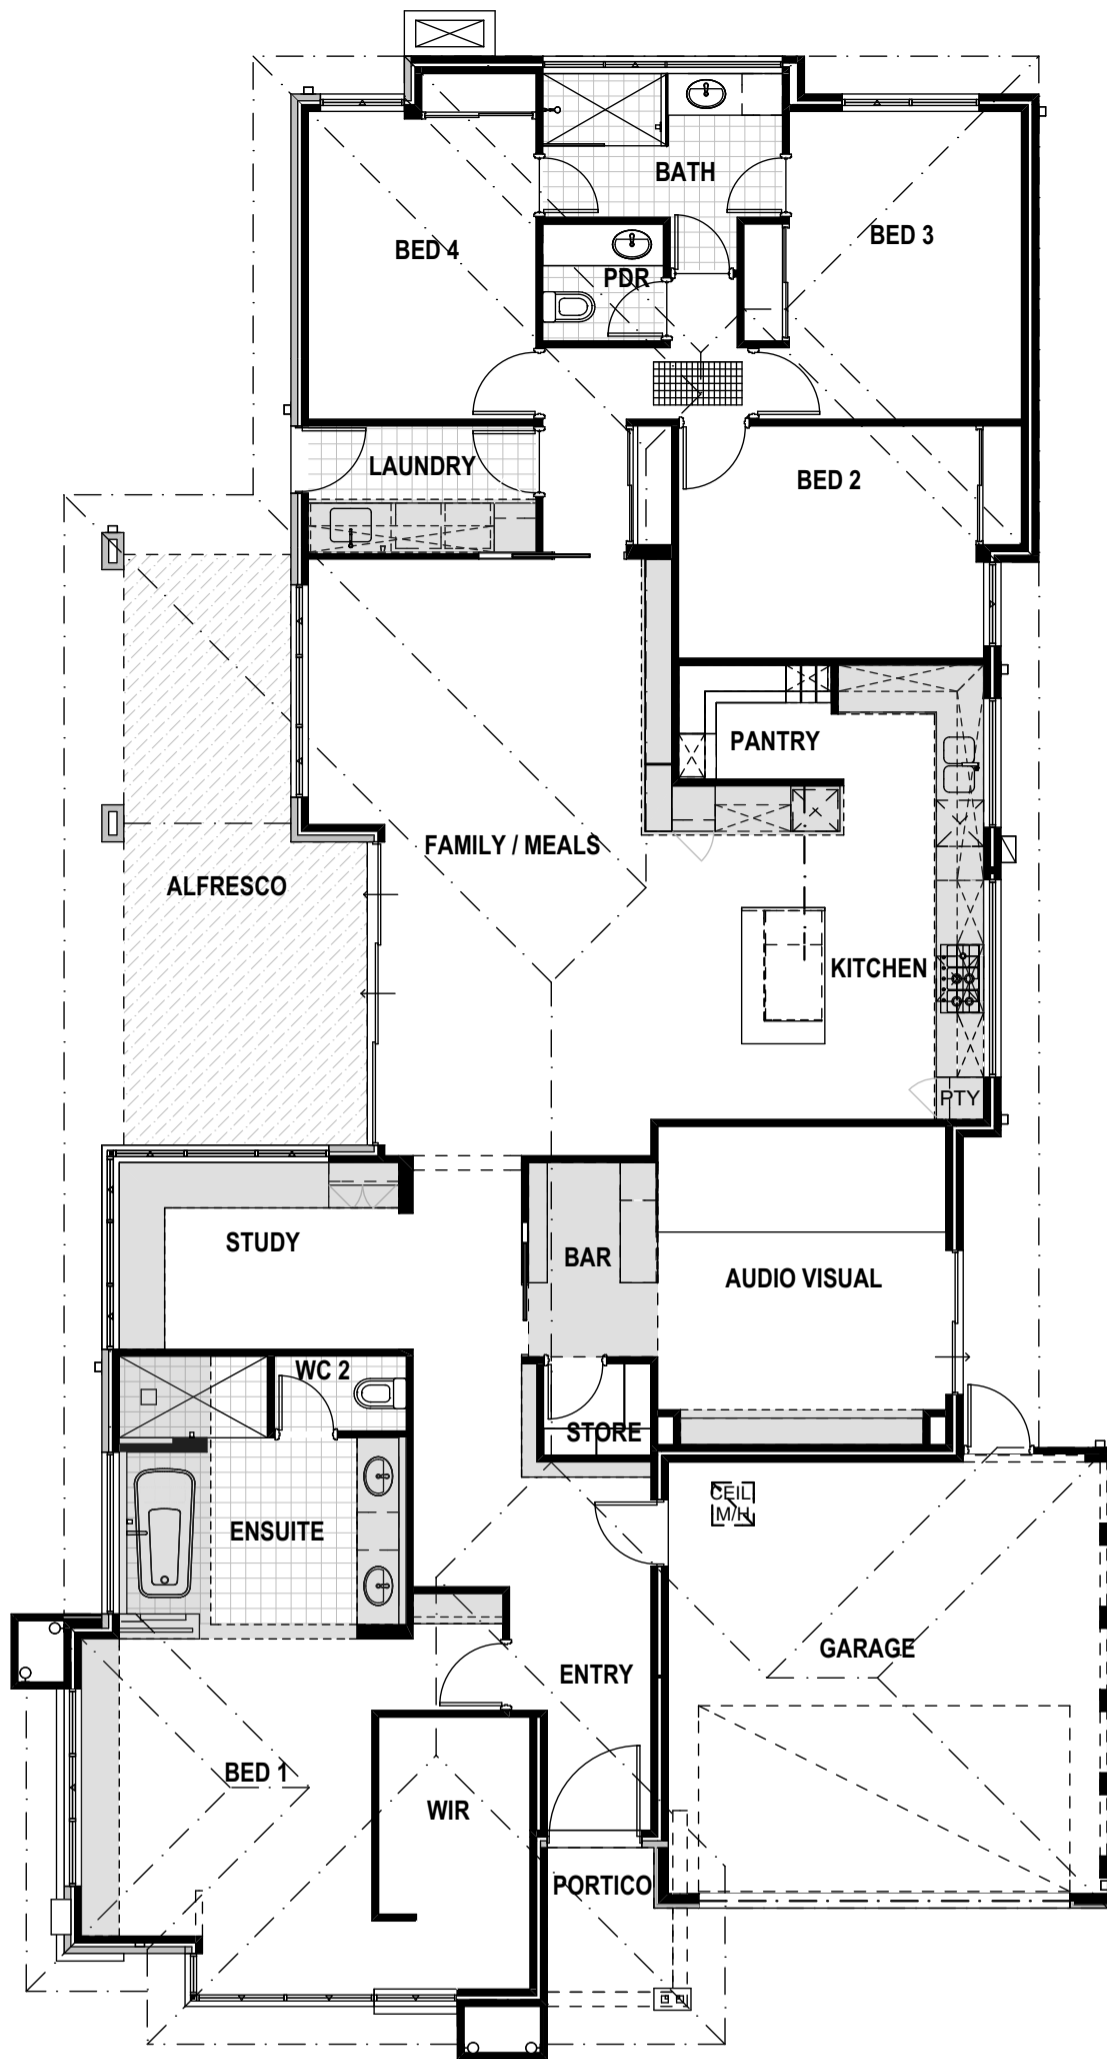 BATH
BED 3
BED 4
PDR
LAUNDRY
BED 2
PANTRY
FAMILY / MEALS
ALFRESCO
KITCHEN
PTY
STUDY
BAR
AUDIO VISUAL
WC 2
STORE
CEIL
M/H
ENSUITE
GARAGE
ENTRY
BED 1
WIR
PORTICO